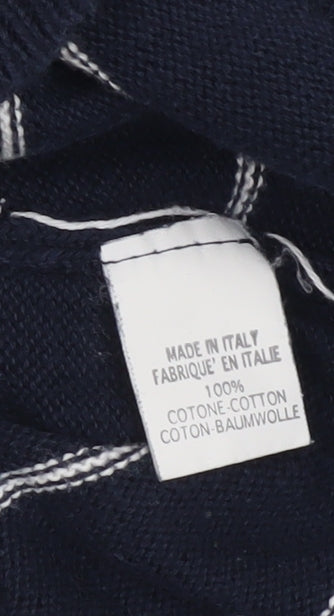 MADE IN ITALY
FABRIQUE' EN ITALIE
100%
COTONE-COTTON
COTON-BAUMWOLLE